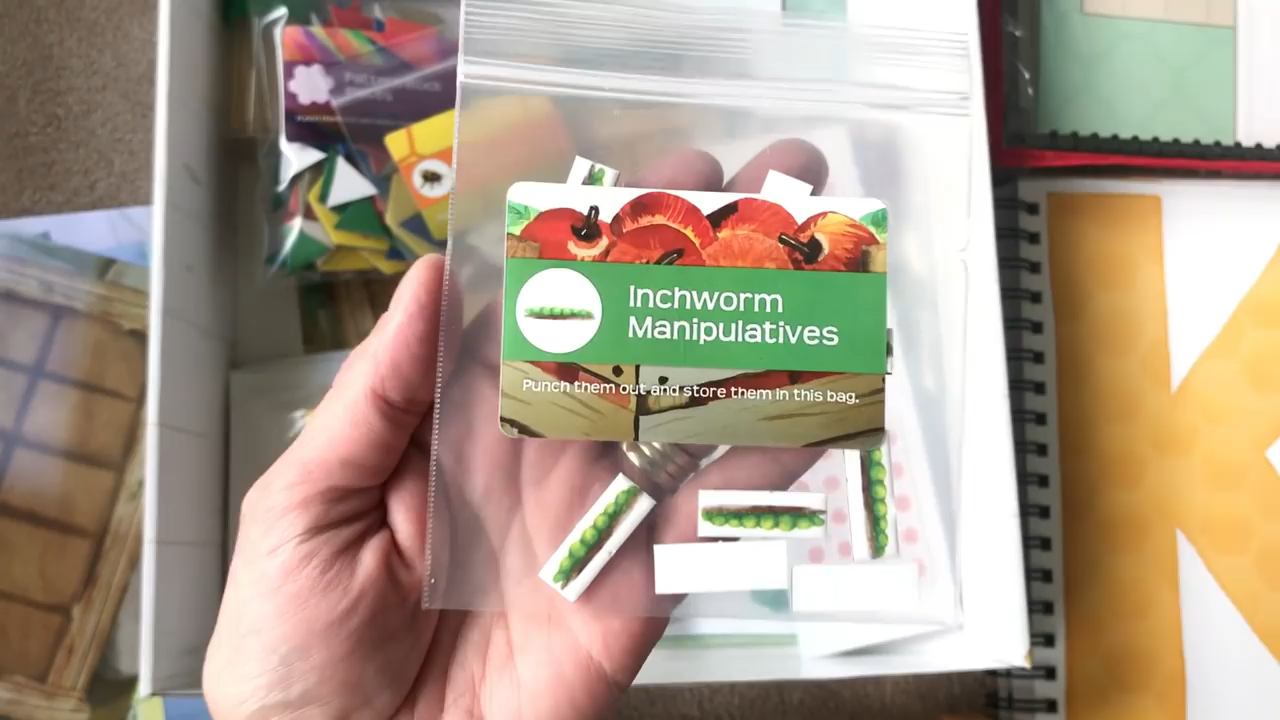 Inchworm
Manipulatives
Punch them out and store them in this bag.